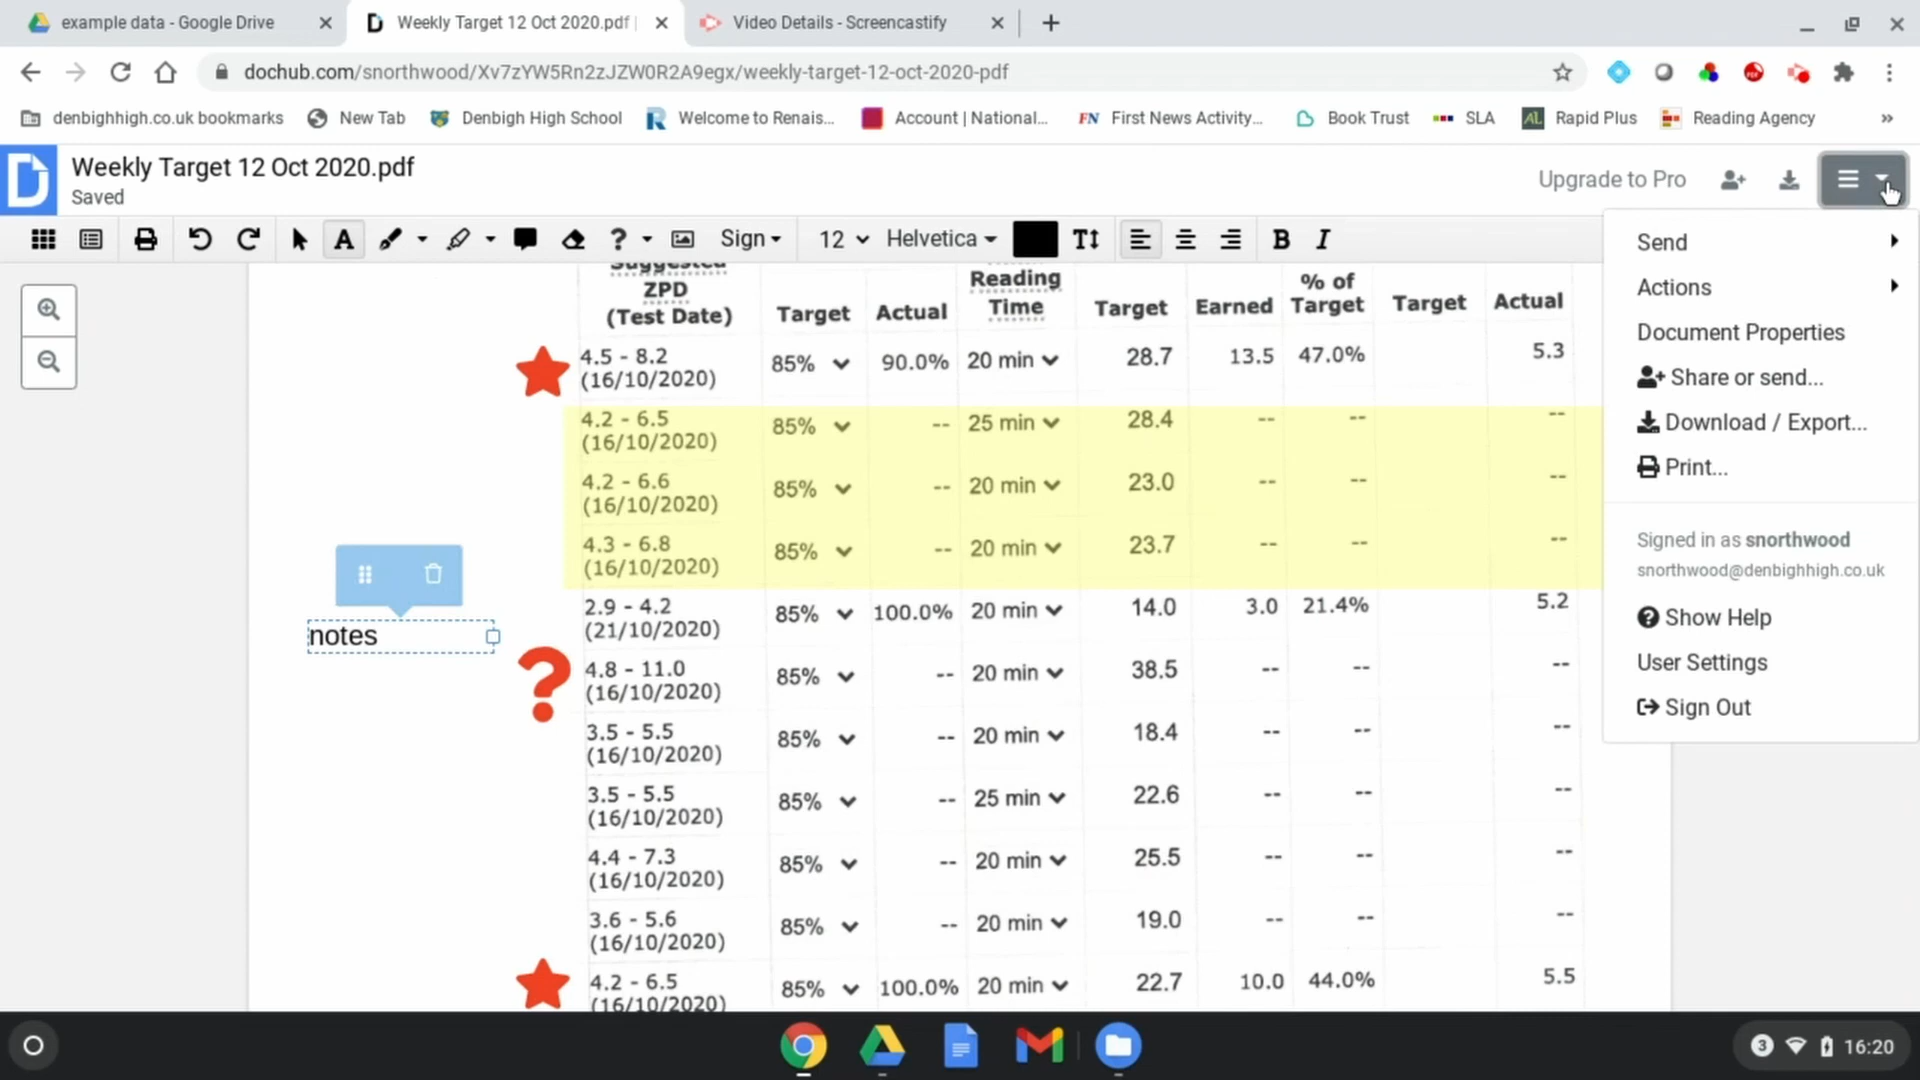 example data - Google Drive
Weekly Target 12 Oct 2020.pdf
Video Details - Screencastify
dochub.com/snorthwood/Xv7zYW5Rn2zJZW0R2A9egx/weekly-target-12-oct-2020-pdf
denbighhigh.co.uk bookmarks
New Tab
Denbigh High School
Welcome to Renais...
Account | National...
FN First News Activity...
Book Trust
SLA
AL Rapid Plus
Reading Agency
»
Weekly Target 12 Oct 2020.pdf
Saved
Upgrade to Pro
A ? Sign 12 Helvetica T B I
Suggested
ZPD
(Test Date)
Target
Actual
Reading
Time
Target
Earned
% of
Target
Target
Actual
4.5 - 8.2 85% 90.0% 20 min 28.7 13.5 47.0% 5.3
(16/10/2020)
4.2 - 6.5 85% -- 25 min 28.4 -- -- --
(16/10/2020)
4.2 - 6.6 85% -- 20 min 23.0 -- -- --
(16/10/2020)
4.3 - 6.8 85% -- 20 min 23.7 -- -- --
(16/10/2020)
2.9 - 4.2 85% 100.0% 20 min 14.0 3.0 21.4% 5.2
(21/10/2020)
notes
?
4.8 - 11.0 85% -- 20 min 38.5 -- -- --
(16/10/2020)
3.5 - 5.5 85% -- 20 min 18.4 -- -- --
(16/10/2020)
3.5 - 5.5 85% -- 25 min 22.6 -- -- --
(16/10/2020)
4.4 - 7.3 85% -- 20 min 25.5 -- -- --
(16/10/2020)
3.6 - 5.6 85% -- 20 min 19.0 -- -- --
(16/10/2020)
4.2 - 6.5 85% 100.0% 20 min 22.7 10.0 44.0% 5.5
(16/10/2020)
Send
Actions
Document Properties
Share or send...
Download / Export...
Print...
Signed in as snorthwood
snorthwood@denbighhigh.co.uk
Show Help
User Settings
Sign Out
3 16:20